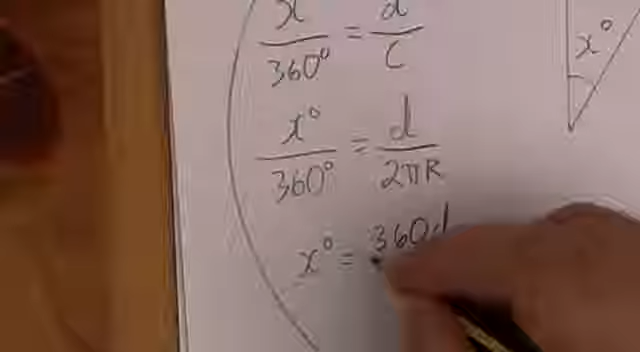 x/360° = d/C
x°
x°/360° = d/2πR
x° = 360d